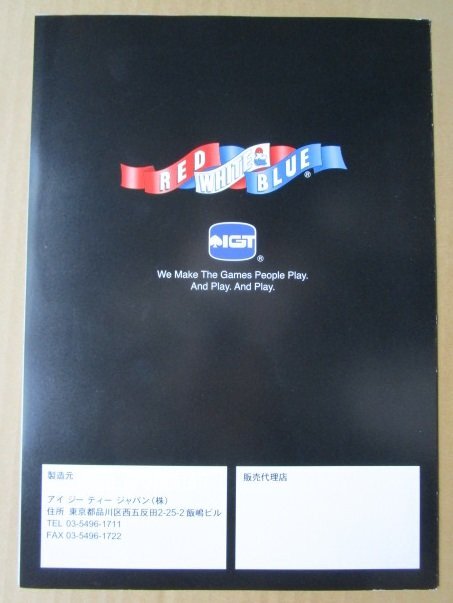 RED WHITE BLUE®
IGT®
We Make The Games People Play.
And Play. And Play.
製造元
アイ ジー ティー ジャパン(株)
住所 東京都品川区西五反田2-25-2 飯嶋ビル
TEL 03-5496-1711
FAX 03-5496-1722
販売代理店